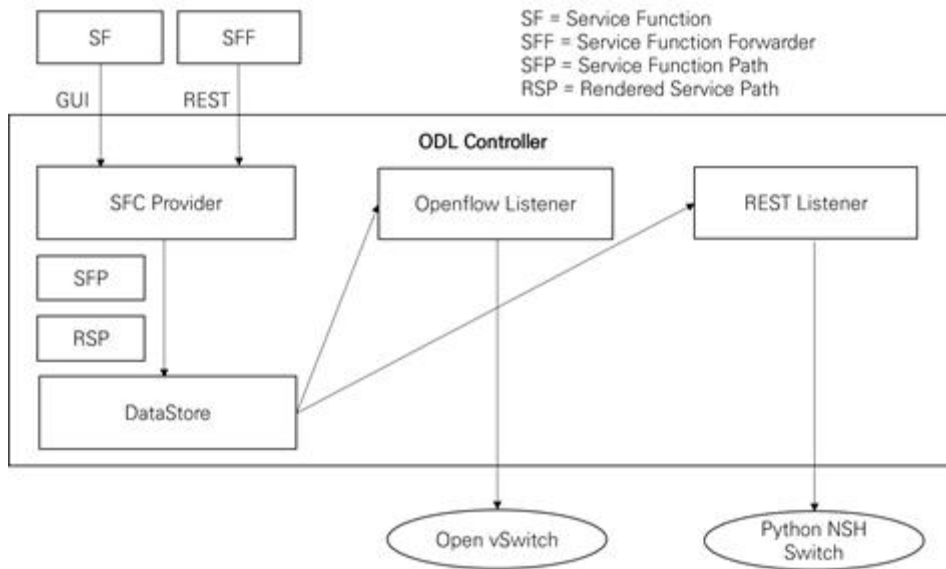 SF
SFF
SF = Service Function
SFF = Service Function Forwarder
SFP = Service Function Path
RSP = Rendered Service Path
GUI
REST
ODL Controller
SFC Provider
Openflow Listener
REST Listener
SFP
RSP
DataStore
Open vSwitch
Python NSH
Switch